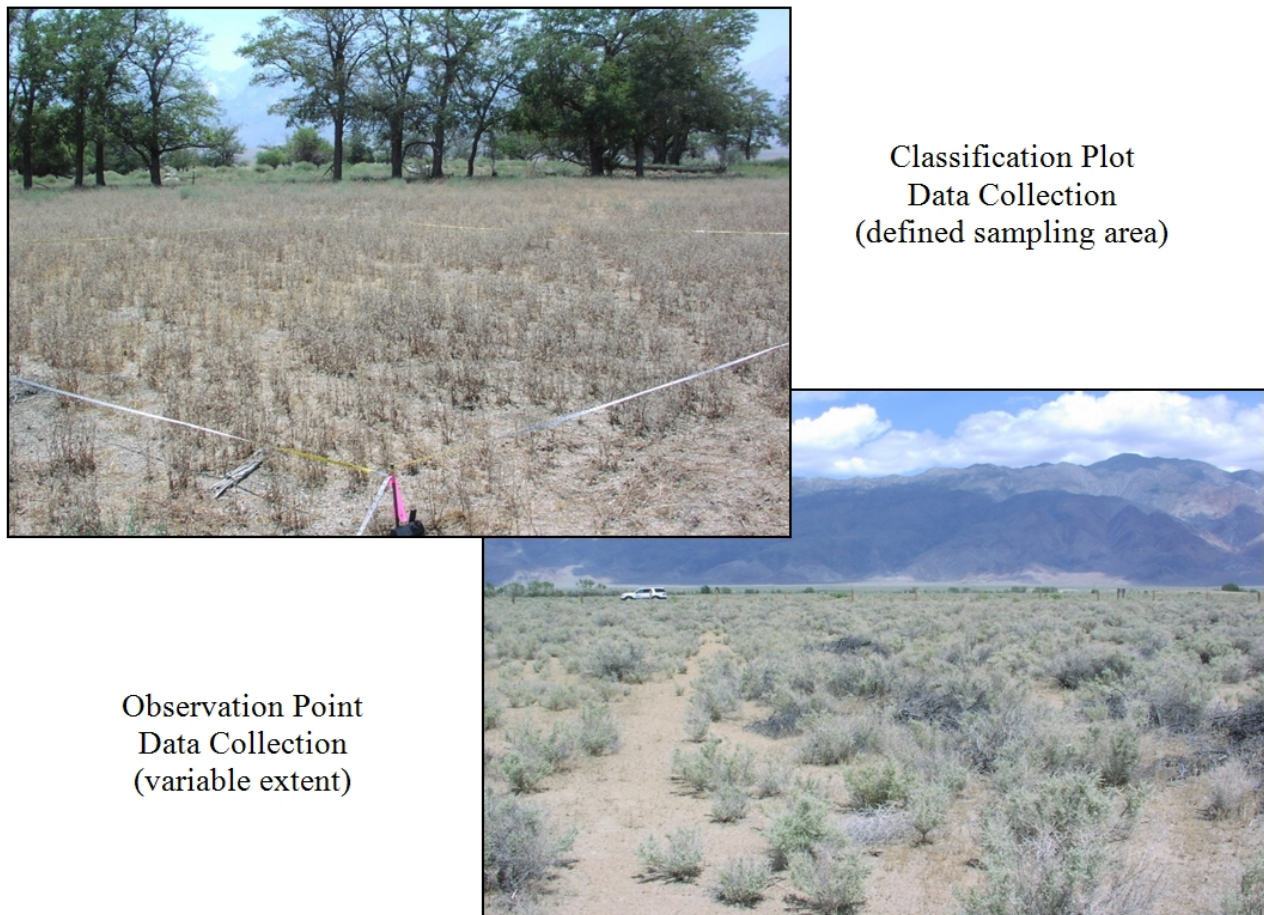 Classification Plot
Data Collection
(defined sampling area)
Observation Point
Data Collection
(variable extent)